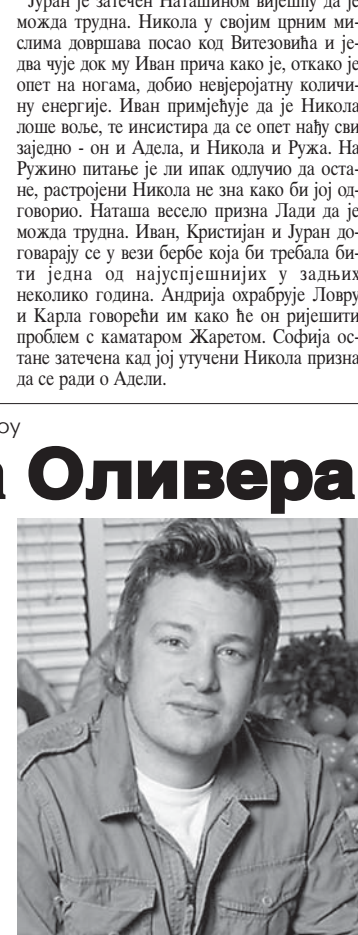 Јуран је затечен Наташином вијешћу да је
можда трудна. Никола у својим црним ми-
слима довршава посао код Витезовића и је-
два чује док му Иван прича како је, откако је
опет на ногама, добио невјеројатну количи-
ну енергије. Иван примјећује да је Никола
лоше воље, те инсистира да се опет нађу сви
заједно - он и Адела, и Никола и Ружа. На
Ружино питање је ли ипак одлучио да оста-
не, растројени Никола не зна како би јој од-
говорио. Наташа весело призна Лади да је
можда трудна. Иван, Кристијан и Јуран до-
говарају се у вези бербе која би требала би-
ти једна од најуспјешнијих у задњих
неколико година. Андрија охрабрује Ловру
и Карла говорећи им како ће он ријешити
проблем с каматаром Жаретом. Софија ос-
тане затечена кад јој утучени Никола призна
да се ради о Адели.
оу
а Оливера